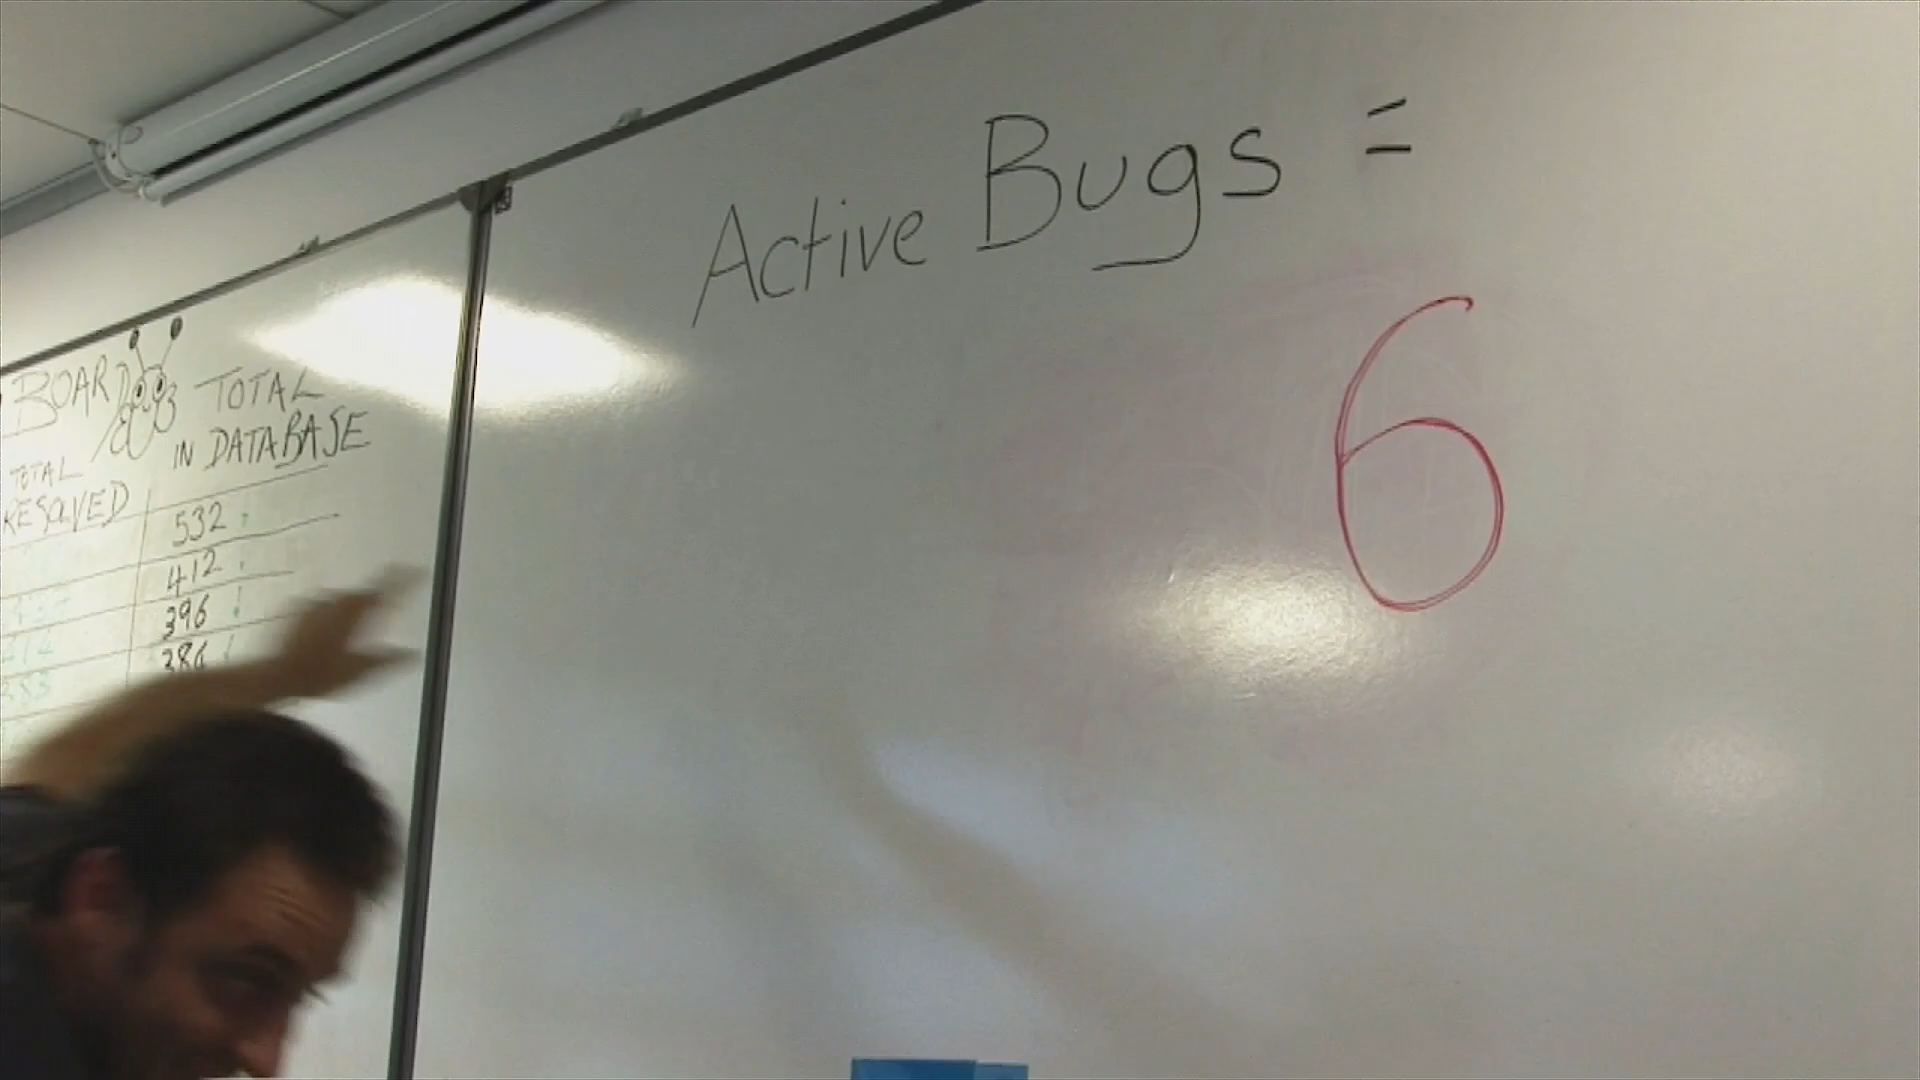 Active Bugs =
6
BOARD
TOTAL
IN DATABASE
TOTAL
RESOLVED
532
412
396